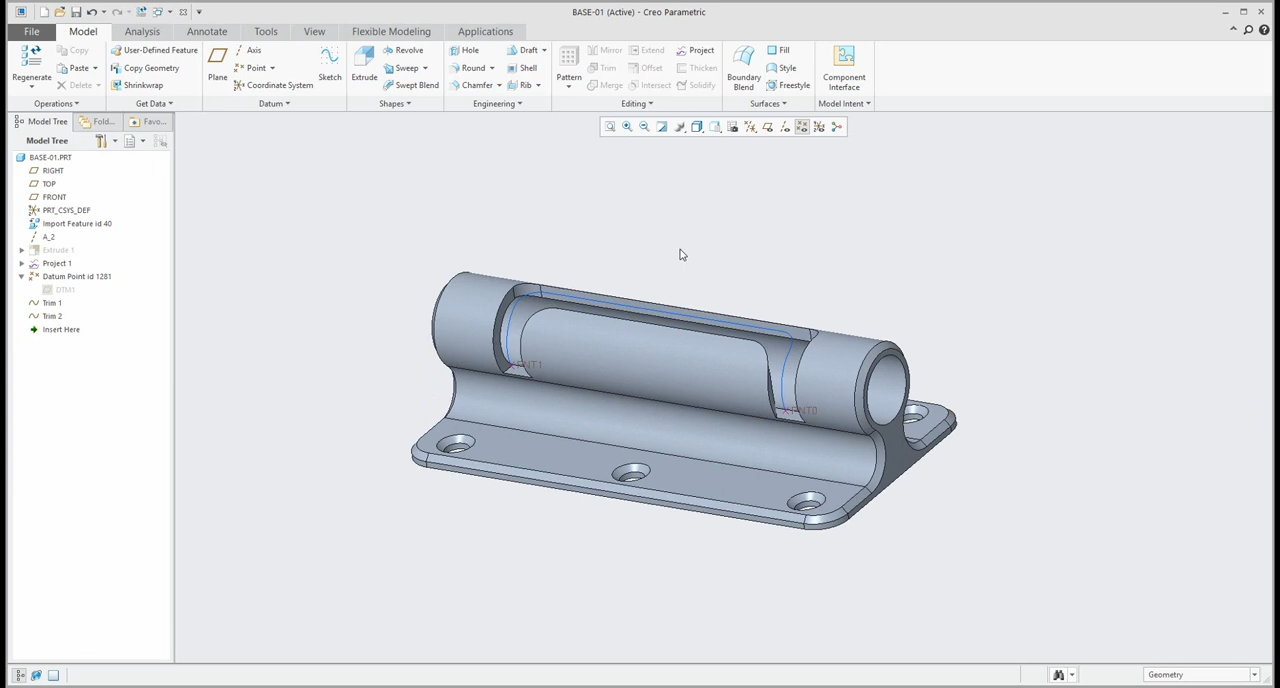 BASE-01 (Active) - Creo Parametric
File Model Analysis Annotate Tools View Flexible Modeling Applications
Regenerate
Copy
Paste
Delete
Operations
User-Defined Feature
Copy Geometry
Shrinkwrap
Get Data
Plane
Axis
Point
Coordinate System
Sketch
Datum
Extrude
Revolve
Sweep
Swept Blend
Shapes
Hole
Round
Chamfer
Draft
Shell
Rib
Engineering
Pattern
Mirror
Extend
Project
Trim
Offset
Thicken
Merge
Intersect
Solidify
Editing
Boundary
Blend
Fill
Style
Freestyle
Surfaces
Component
Interface
Model Intent
Model Tree
Fold...
Favo...
Model Tree
BASE-01.PRT
RIGHT
TOP
FRONT
PRT_CSYS_DEF
Import Feature id 40
A_2
Extrude 1
Project 1
Datum Point id 1281
DTM1
Trim 1
Trim 2
Insert Here
PNT1
PNT0
Geometry